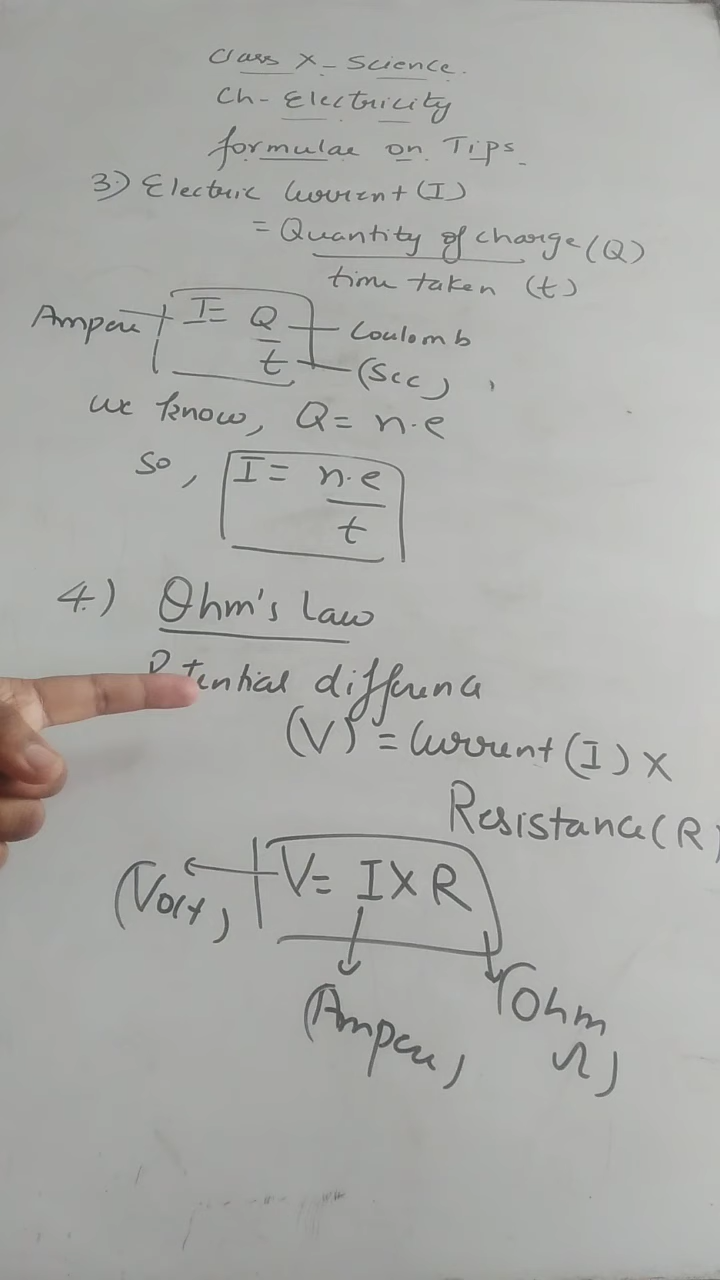 Class X - Science.
Ch - Electricity
formulae on Tips.
3.) Electric Current (I)
= Quantity of charge (Q)
time taken (t)
Ampere I = Q Coulomb
t (Sec)
we know, Q = n.e
So, I = n.e
t
4.) Ohm's Law
Potential difference
(V) = Current (I) X
Resistance (R)
(Volt) V = I X R
(Ampere) (Ohm
Ω)